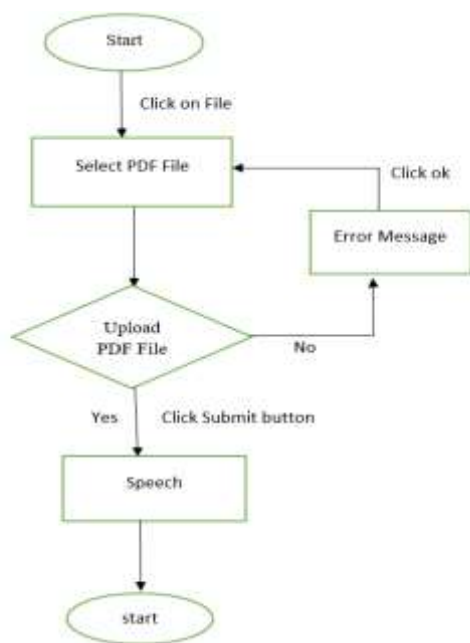 Start
Click on File
Select PDF File
Click ok
Error Message
Upload
PDF File
No
Yes
Click Submit button
Speech
start